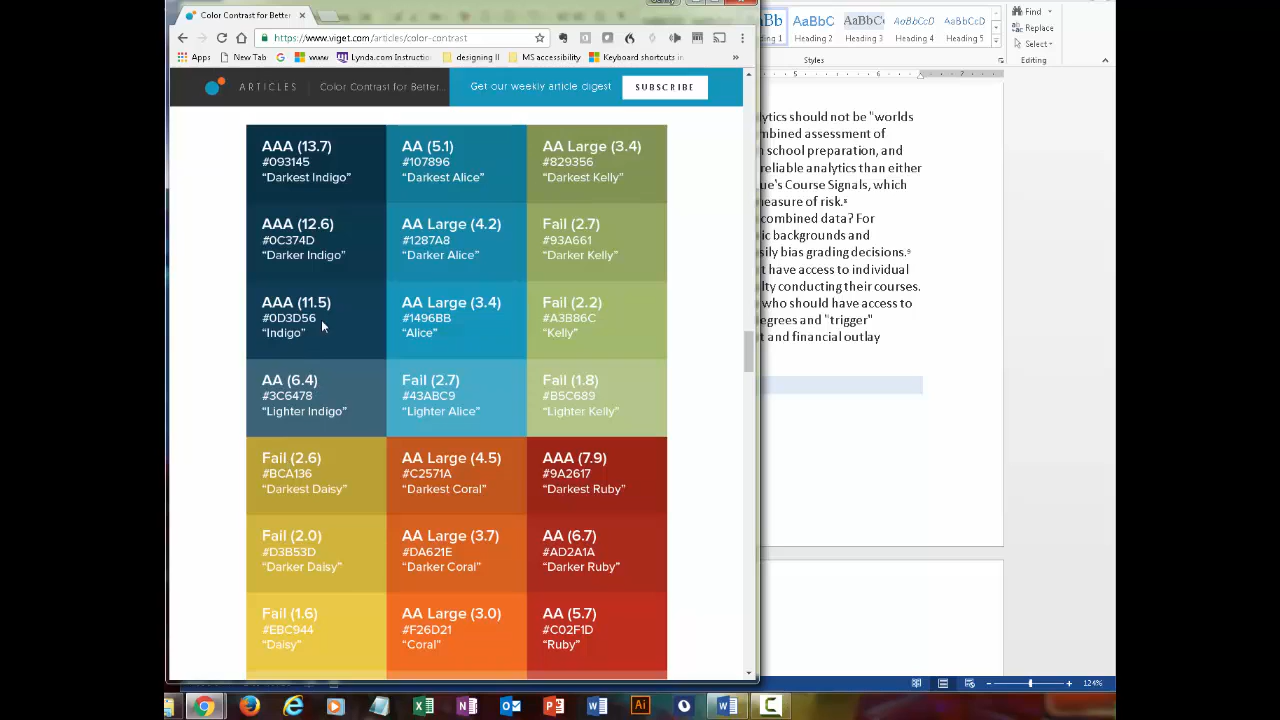 Color Contrast for Better
https://www.viget.com/articles/color-contrast
Apps
New Tab
www
Lynda.com Instructio
designing II
MS accessibility
Keyboard shortcuts in
»
ARTICLES
Color Contrast for Better...
Get our weekly article digest
SUBSCRIBE
AAA (13.7)
#093145
“Darkest Indigo”
AA (5.1)
#107896
“Darkest Alice”
AA Large (3.4)
#829356
“Darkest Kelly”
AAA (12.6)
#0C374D
“Darker Indigo”
AA Large (4.2)
#1287A8
“Darker Alice”
Fail (2.7)
#93A661
“Darker Kelly”
AAA (11.5)
#0D3D56
“Indigo”
AA Large (3.4)
#1496BB
“Alice”
Fail (2.2)
#A3B86C
“Kelly”
AA (6.4)
#3C6478
“Lighter Indigo”
Fail (2.7)
#43ABC9
“Lighter Alice”
Fail (1.8)
#B5C689
“Lighter Kelly”
Fail (2.6)
#BCA136
“Darkest Daisy”
AA Large (4.5)
#C2571A
“Darkest Coral”
AAA (7.9)
#9A2617
“Darkest Ruby”
Fail (2.0)
#D3B53D
“Darker Daisy”
AA Large (3.7)
#DA621E
“Darker Coral”
AA (6.7)
#AD2A1A
“Darker Ruby”
Fail (1.6)
#EBC944
“Daisy”
AA Large (3.0)
#F26D21
“Coral”
AA (5.7)
#C02F1D
“Ruby”
AaBbC
AaBbC
AaBbCcD
AaBbCcD
Heading 2
Heading 3
Heading 4
Heading 5
Find
Replace
Select
Styles
Editing
5
6
7
lytics should not be "worlds
mbined assessment of
school preparation, and
reliable analytics than either
ue's Course Signals, which
neasure of risk.
combined data? For
ic backgrounds and
sily bias grading decisions.
t have access to individual
lty conducting their courses.
who should have access to
egrees and "trigger"
t and financial outlay
124%